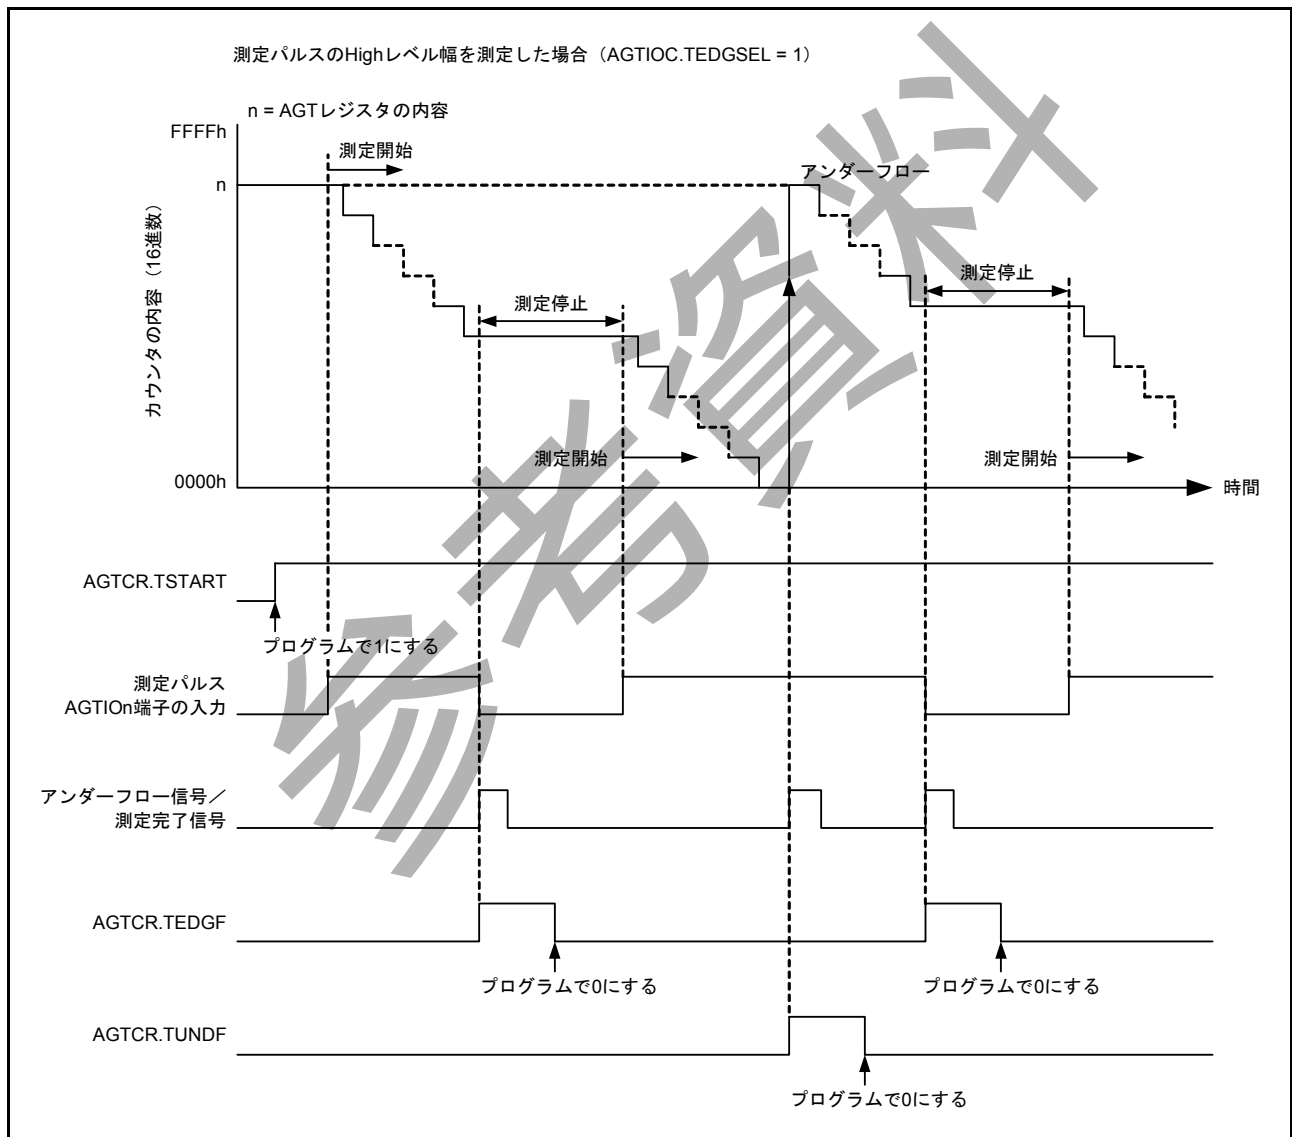 測定パルスのHighレベル幅を測定した場合（AGTIOC.TEDGSEL = 1）
n = AGTレジスタの内容
FFFFh
測定開始
n
アンダーフロー
カウンタの内容（16進数）
測定停止
測定停止
測定開始
測定開始
0000h
時間
AGTCR.TSTART
プログラムで1にする
測定パルス
AGTIOn端子の入力
アンダーフロー信号／
測定完了信号
AGTCR.TEDGF
プログラムで0にする
プログラムで0にする
AGTCR.TUNDF
プログラムで0にする
参考資料